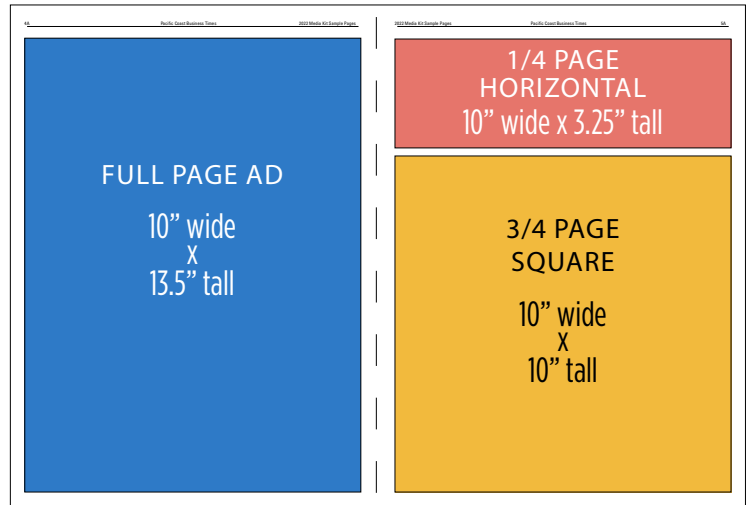 4A Pacific Coast Business Times 2022 Media Kit Sample Pages
FULL PAGE AD
10” wide
x
13.5” tall
2022 Media Kit Sample Pages Pacific Coast Business Times 5A
1/4 PAGE
HORIZONTAL
10” wide x 3.25” tall
3/4 PAGE
SQUARE
10” wide
x
10” tall